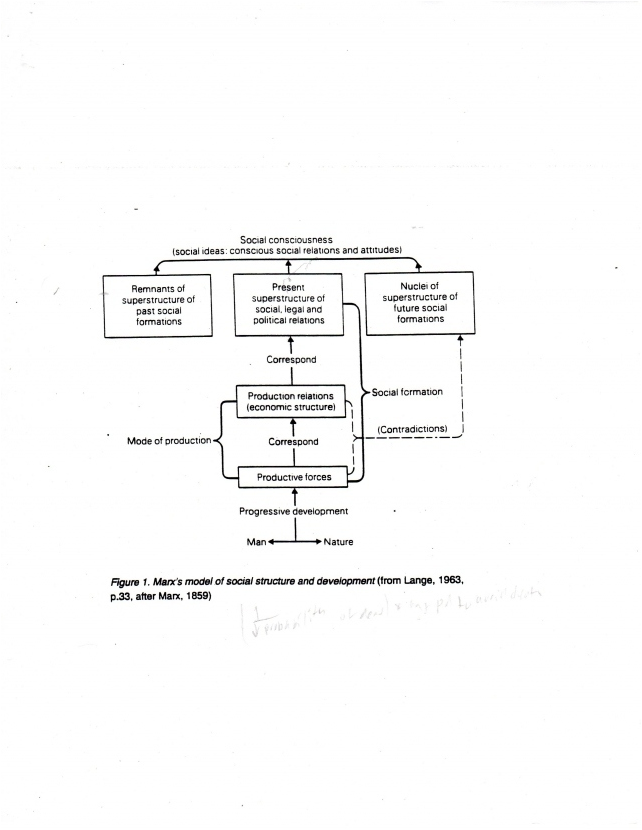 Social consciousness
(social ideas: conscious social relations and attitudes)
Remnants of
superstructure of
past social
formations
Present
superstructure of
social, legal and
political relations
Nuclei of
superstructure of
future social
formations
Correspond
Production relations
(economic structure)
Social formation
(Contradictions)
Mode of production
Correspond
Productive forces
Progressive development
Man
Nature
Figure 1. Marx's model of social structure and development (from Lange, 1963,
p.33, after Marx, 1859)